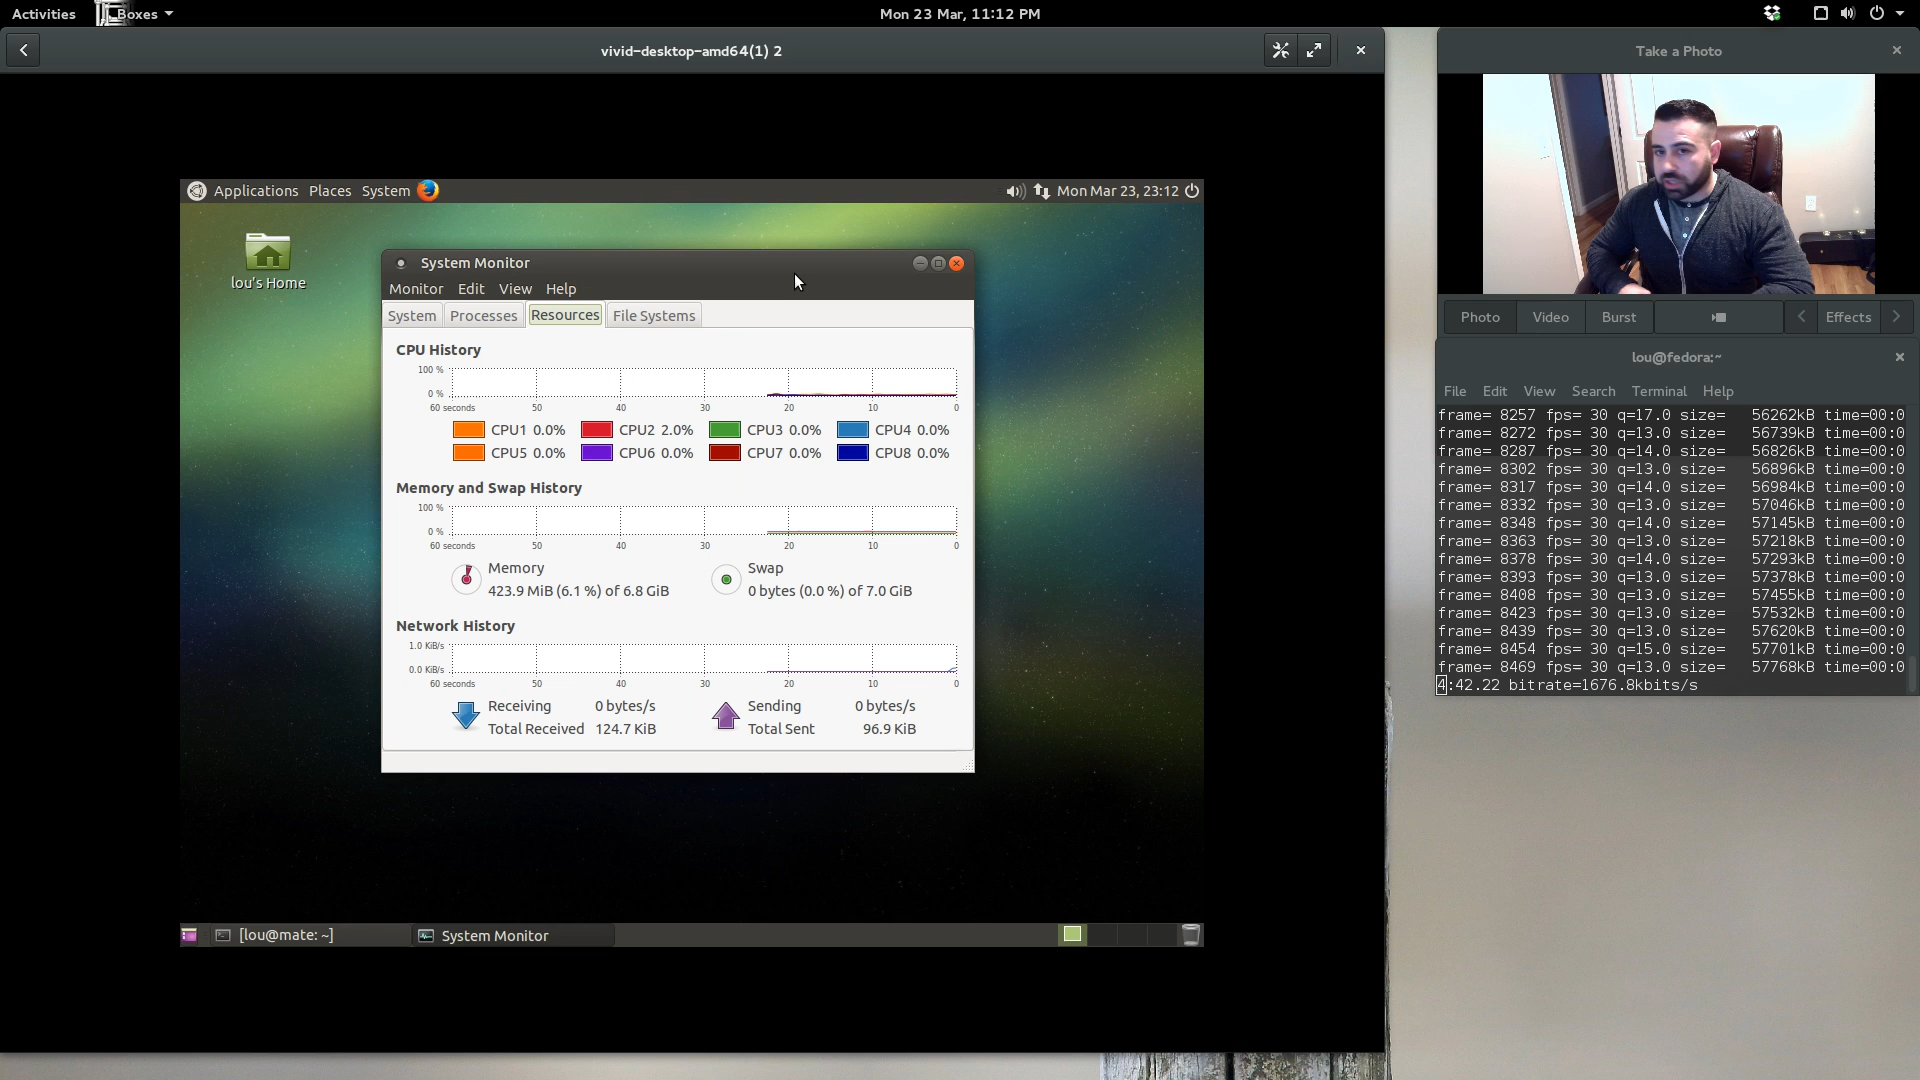 Activities Boxes Mon 23 Mar, 11:12 PM
vivid-desktop-amd64(1) 2
Applications Places System Mon Mar 23, 23:12
lou's Home
System Monitor
Monitor Edit View Help
System Processes Resources File Systems
CPU History
100 %
0 %
60 seconds 50 40 30 20 10 0
CPU1 0.0% CPU2 2.0% CPU3 0.0% CPU4 0.0%
CPU5 0.0% CPU6 0.0% CPU7 0.0% CPU8 0.0%
Memory and Swap History
100 %
0 %
60 seconds 50 40 30 20 10 0
Memory Swap
423.9 MiB (6.1 %) of 6.8 GiB 0 bytes (0.0 %) of 7.0 GiB
Network History
1.0 KiB/s
0.0 KiB/s
60 seconds 50 40 30 20 10 0
Receiving 0 bytes/s Sending 0 bytes/s
Total Received 124.7 KiB Total Sent 96.9 KiB
[lou@mate: ~] System Monitor
Take a Photo
Photo Video Burst Effects
lou@fedora:~
File Edit View Search Terminal Help
frame= 8257 fps= 30 q=17.0 size= 56262kB time=00:0
frame= 8272 fps= 30 q=13.0 size= 56739kB time=00:0
frame= 8287 fps= 30 q=14.0 size= 56826kB time=00:0
frame= 8302 fps= 30 q=13.0 size= 56896kB time=00:0
frame= 8317 fps= 30 q=14.0 size= 56984kB time=00:0
frame= 8332 fps= 30 q=13.0 size= 57046kB time=00:0
frame= 8348 fps= 30 q=14.0 size= 57145kB time=00:0
frame= 8363 fps= 30 q=13.0 size= 57218kB time=00:0
frame= 8378 fps= 30 q=14.0 size= 57293kB time=00:0
frame= 8393 fps= 30 q=13.0 size= 57378kB time=00:0
frame= 8408 fps= 30 q=13.0 size= 57455kB time=00:0
frame= 8423 fps= 30 q=13.0 size= 57532kB time=00:0
frame= 8439 fps= 30 q=13.0 size= 57620kB time=00:0
frame= 8454 fps= 30 q=15.0 size= 57701kB time=00:0
frame= 8469 fps= 30 q=13.0 size= 57768kB time=00:0
4:42.22 bitrate=1676.8kbits/s